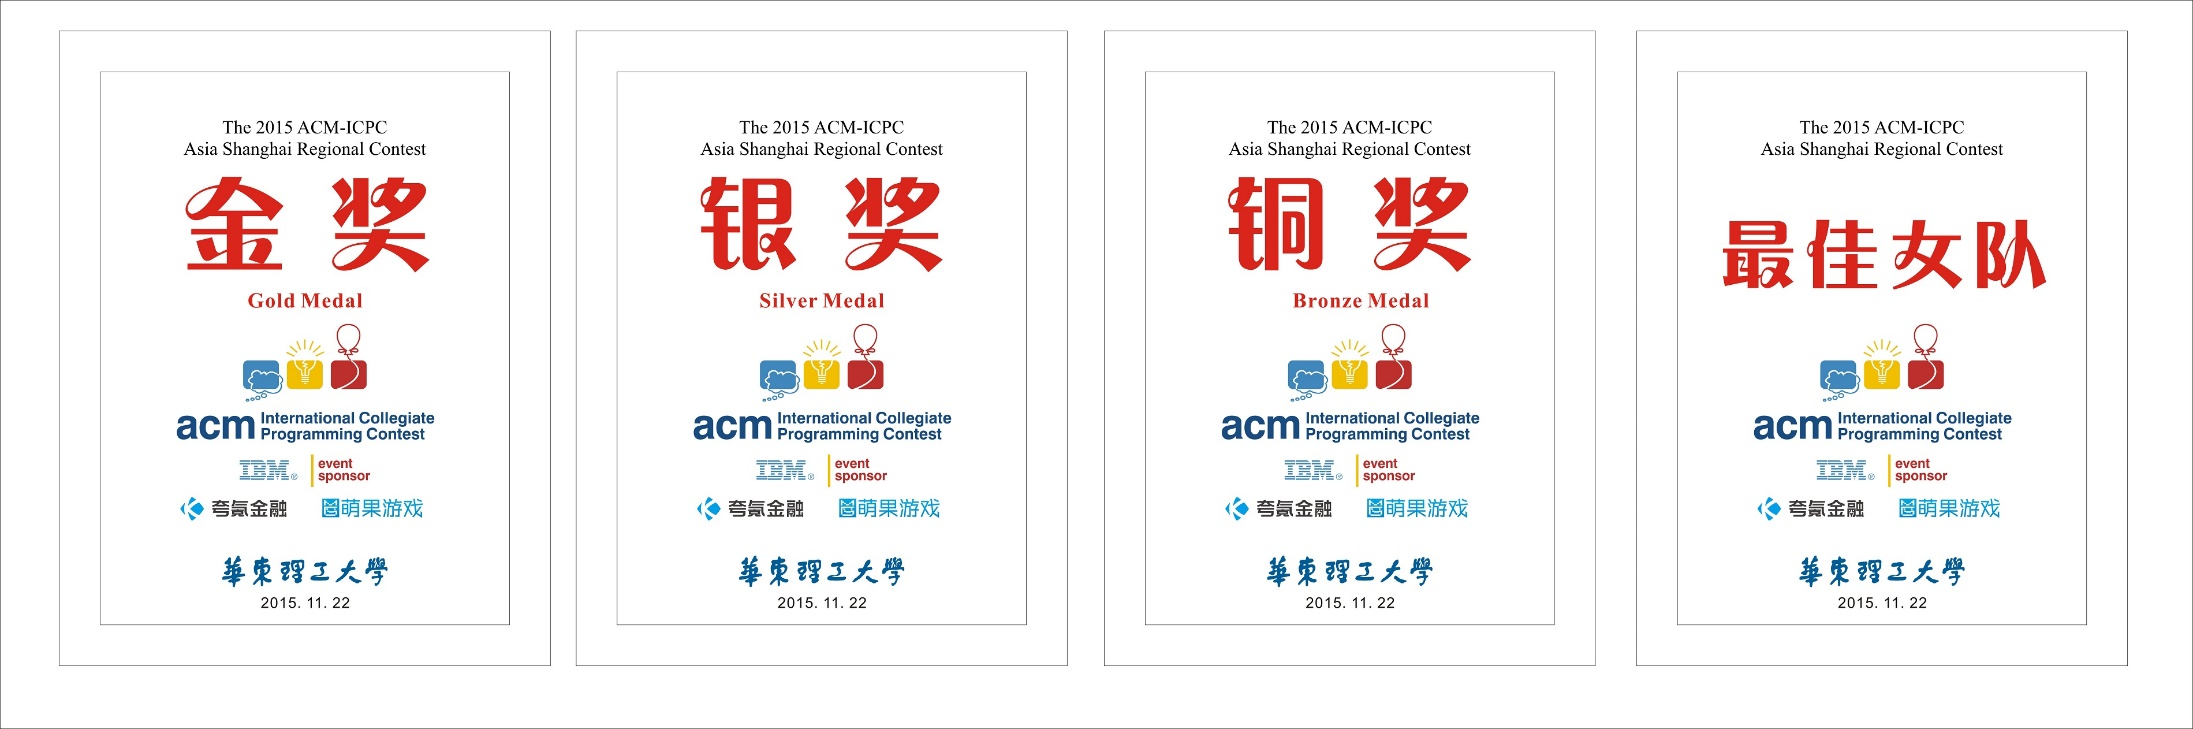 The 2015 ACM-ICPC
Asia Shanghai Regional Contest
金奖
Gold Medal
acm International Collegiate
Programming Contest
IBM® event
sponsor
夸氪金融 萌果游戏
華東理工大學
2015. 11. 22
The 2015 ACM-ICPC
Asia Shanghai Regional Contest
银奖
Silver Medal
acm International Collegiate
Programming Contest
IBM® event
sponsor
夸氪金融 萌果游戏
華東理工大學
2015. 11. 22
The 2015 ACM-ICPC
Asia Shanghai Regional Contest
铜奖
Bronze Medal
acm International Collegiate
Programming Contest
IBM® event
sponsor
夸氪金融 萌果游戏
華東理工大學
2015. 11. 22
The 2015 ACM-ICPC
Asia Shanghai Regional Contest
最佳女队
acm International Collegiate
Programming Contest
IBM® event
sponsor
夸氪金融 萌果游戏
華東理工大學
2015. 11. 22